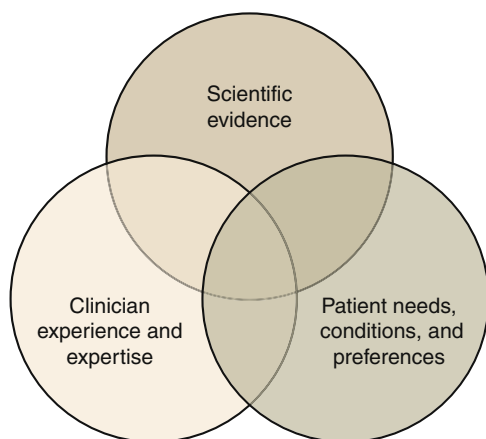 Scientific
evidence
Clinician
experience and
expertise
Patient needs,
conditions, and
preferences